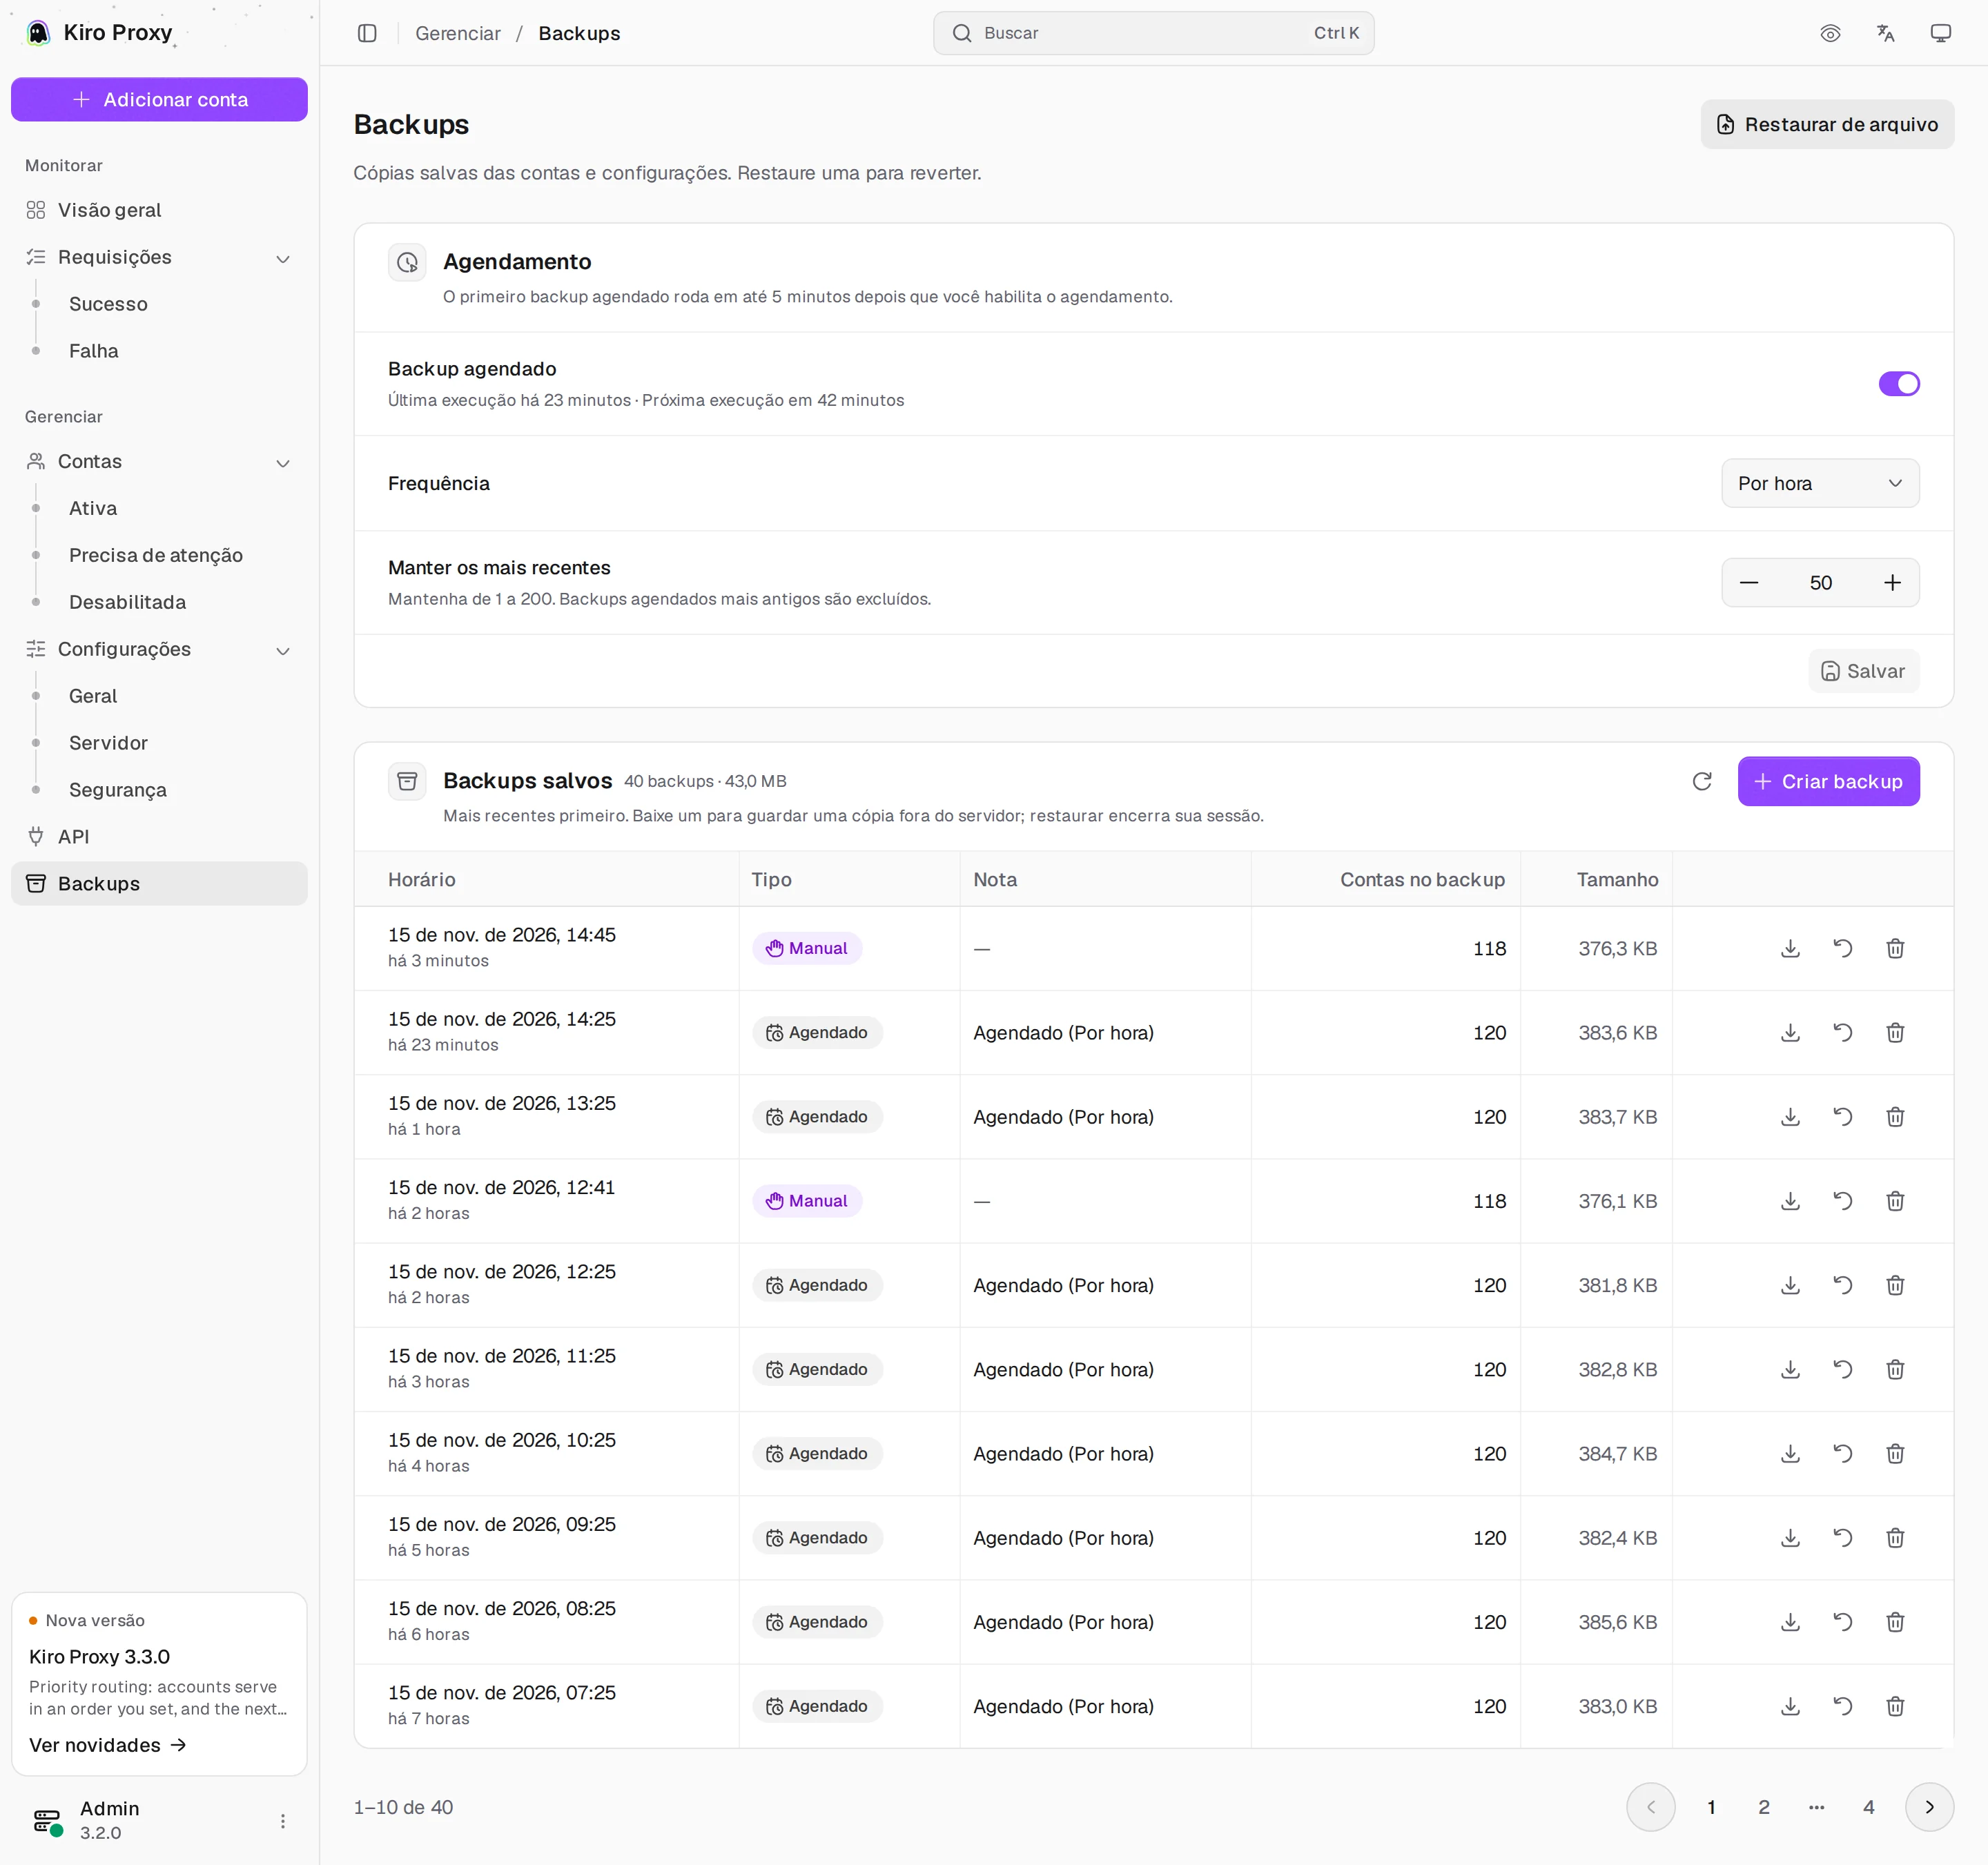 Kiro Proxy
Adicionar conta
Monitorar
Visão geral
Requisições
Sucesso
Falha
Gerenciar
Contas
Ativa
Precisa de atenção
Desabilitada
Configurações
Geral
Servidor
Segurança
API
Backups
Nova versão
Kiro Proxy 3.3.0
Priority routing: accounts serve
in an order you set, and the next...
Ver novidades
Admin
3.2.0
Gerenciar / Backups
Buscar Ctrl K
Backups
Cópias salvas das contas e configurações. Restaure uma para reverter.
Restaurar de arquivo
Agendamento
O primeiro backup agendado roda em até 5 minutos depois que você habilita o agendamento.
Backup agendado
Última execução há 23 minutos · Próxima execução em 42 minutos
Frequência
Por hora
Manter os mais recentes
Mantenha de 1 a 200. Backups agendados mais antigos são excluídos.
50
Salvar
Backups salvos 40 backups · 43,0 MB
Mais recentes primeiro. Baixe um para guardar uma cópia fora do servidor; restaurar encerra sua sessão.
Criar backup
Horário Tipo Nota Contas no backup Tamanho
15 de nov. de 2026, 14:45
há 3 minutos
Manual — 118 376,3 KB
15 de nov. de 2026, 14:25
há 23 minutos
Agendado Agendado (Por hora) 120 383,6 KB
15 de nov. de 2026, 13:25
há 1 hora
Agendado Agendado (Por hora) 120 383,7 KB
15 de nov. de 2026, 12:41
há 2 horas
Manual — 118 376,1 KB
15 de nov. de 2026, 12:25
há 2 horas
Agendado Agendado (Por hora) 120 381,8 KB
15 de nov. de 2026, 11:25
há 3 horas
Agendado Agendado (Por hora) 120 382,8 KB
15 de nov. de 2026, 10:25
há 4 horas
Agendado Agendado (Por hora) 120 384,7 KB
15 de nov. de 2026, 09:25
há 5 horas
Agendado Agendado (Por hora) 120 382,4 KB
15 de nov. de 2026, 08:25
há 6 horas
Agendado Agendado (Por hora) 120 385,6 KB
15 de nov. de 2026, 07:25
há 7 horas
Agendado Agendado (Por hora) 120 383,0 KB
1–10 de 40
1 2 ••• 4